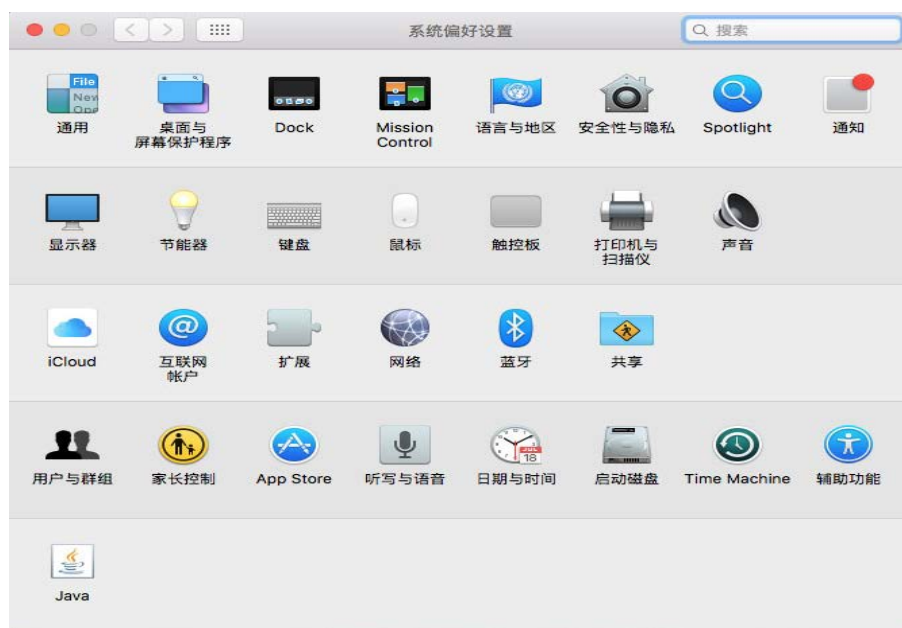 系统偏好设置
搜索
File
New
Ope
通用
桌面与
屏幕保护程序
Dock
Mission
Control
语言与地区
安全性与隐私
Spotlight
通知
显示器
节能器
键盘
鼠标
触控板
打印机与
扫描仪
声音
iCloud
互联网
帐户
扩展
网络
蓝牙
共享
用户与群组
家长控制
App Store
听写与语音
JUL
18
日期与时间
启动磁盘
Time Machine
辅助功能
Java